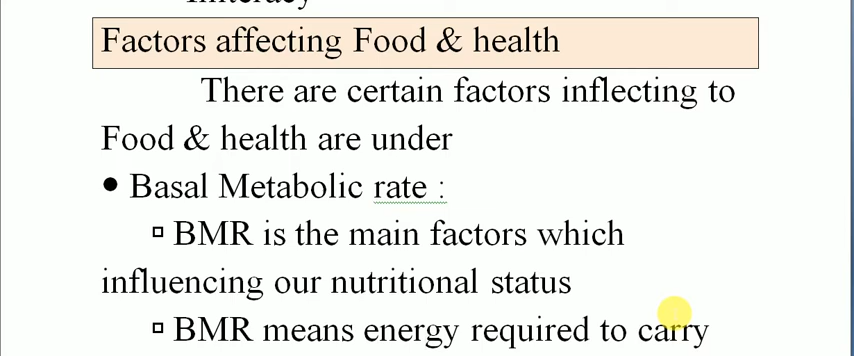 Factors affecting Food & health
There are certain factors inflecting to
Food & health are under
• Basal Metabolic rate :
▫ BMR is the main factors which
influencing our nutritional status
▫ BMR means energy required to carry